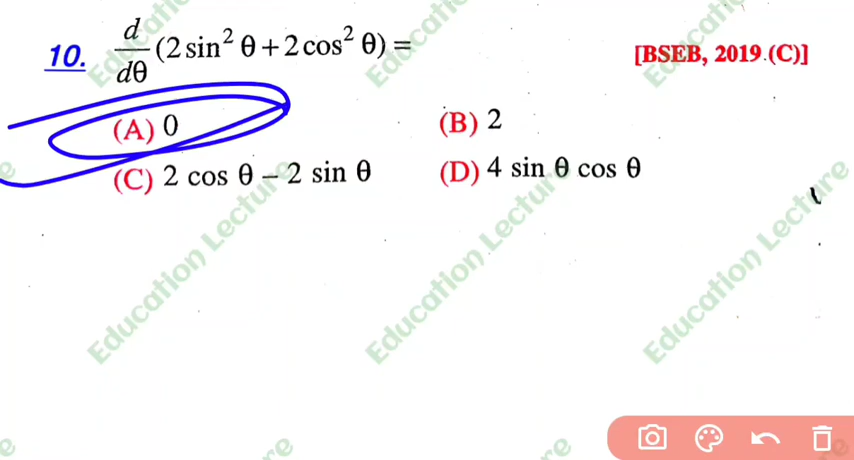 10. d/dθ (2 sin² θ + 2 cos² θ) = [BSEB, 2019.(C)]
(A) 0 (B) 2
(C) 2 cos θ – 2 sin θ (D) 4 sin θ cos θ
Education Lecture
Education Lecture
Education Lecture